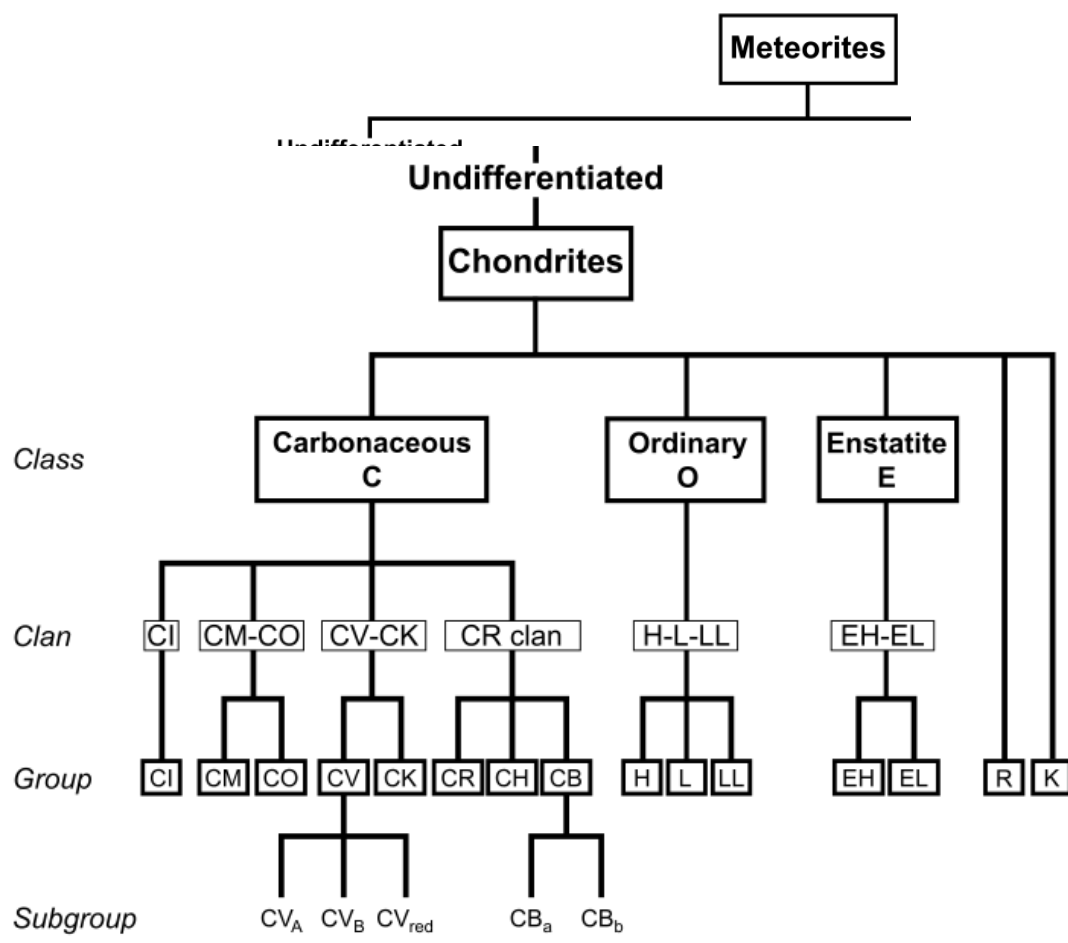 Meteorites
Undifferentiated
Undifferentiated
Chondrites
Class
Carbonaceous
C
Ordinary
O
Enstatite
E
Clan
CI
CM-CO
CV-CK
CR clan
H-L-LL
EH-EL
Group
CI
CM
CO
CV
CK
CR
CH
CB
H
L
LL
EH
EL
R
K
Subgroup
CVA
CVB
CVred
CBa
CBb